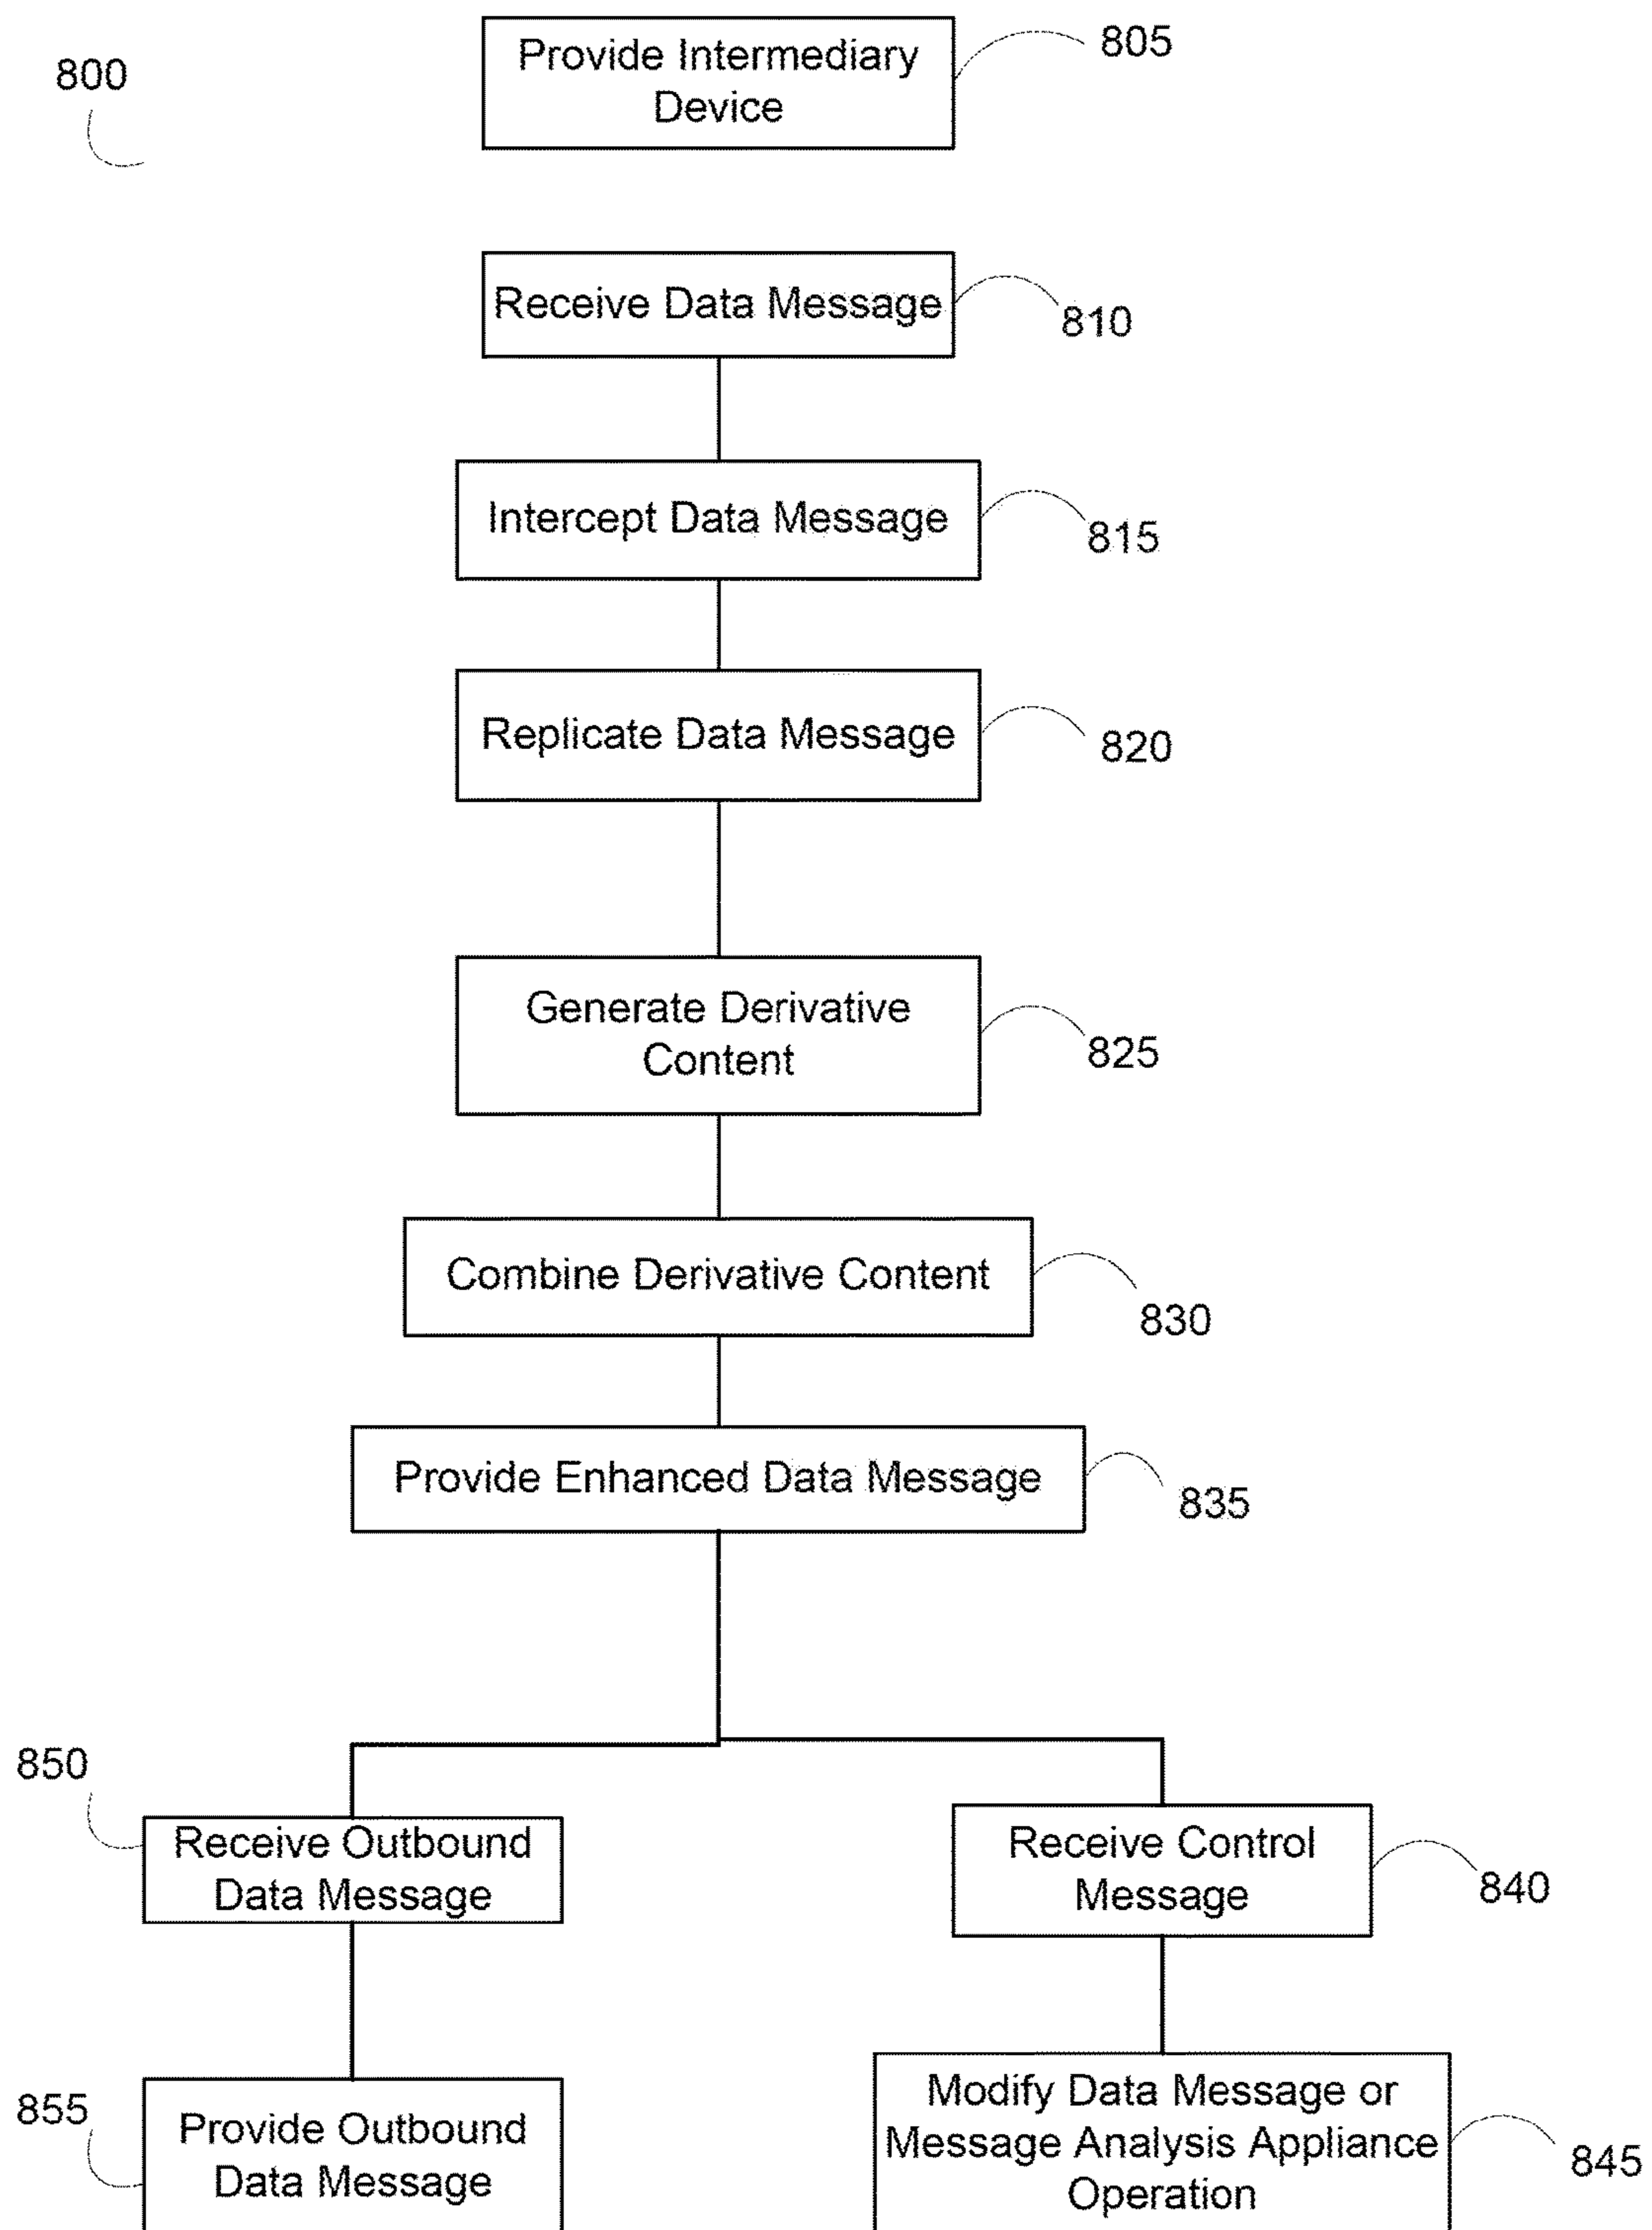 800
Provide Intermediary
Device
805
Receive Data Message
810
Intercept Data Message
815
Replicate Data Message
820
Generate Derivative
Content
825
Combine Derivative Content
830
Provide Enhanced Data Message
835
850
Receive Outbound
Data Message
Receive Control
Message
840
855
Provide Outbound
Data Message
Modify Data Message or
Message Analysis Appliance
Operation
845